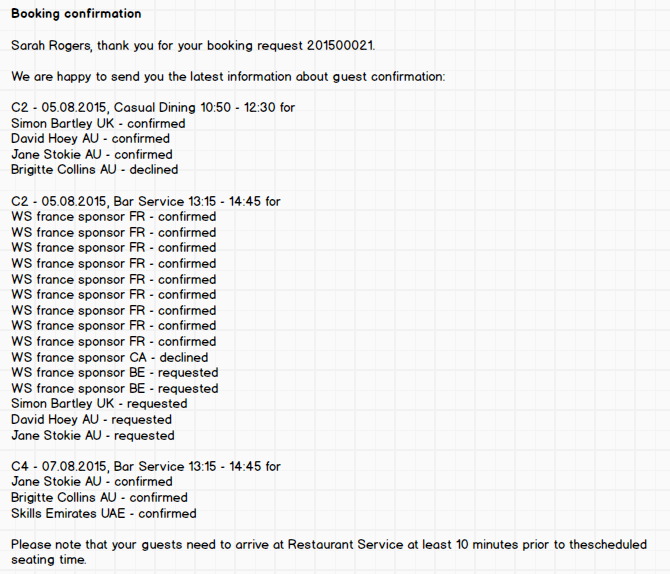 Booking confirmation
Sarah Rogers, thank you for your booking request 201500021.
We are happy to send you the latest information about guest confirmation:
C2 - 05.08.2015, Casual Dining 10:50 - 12:30 for
Simon Bartley UK - confirmed
David Hoey AU - confirmed
Jane Stokie AU - confirmed
Brigitte Collins AU - declined
C2 - 05.08.2015, Bar Service 13:15 - 14:45 for
WS france sponsor FR - confirmed
WS france sponsor FR - confirmed
WS france sponsor FR - confirmed
WS france sponsor FR - confirmed
WS france sponsor FR - confirmed
WS france sponsor FR - confirmed
WS france sponsor FR - confirmed
WS france sponsor FR - confirmed
WS france sponsor FR - confirmed
WS france sponsor CA - declined
WS france sponsor BE - requested
WS france sponsor BE - requested
Simon Bartley UK - requested
David Hoey AU - requested
Jane Stokie AU - requested
C4 - 07.08.2015, Bar Service 13:15 - 14:45 for
Jane Stokie AU - confirmed
Brigitte Collins AU - confirmed
Skills Emirates UAE - confirmed
Please note that your guests need to arrive at Restaurant Service at least 10 minutes prior to thescheduled
seating time.